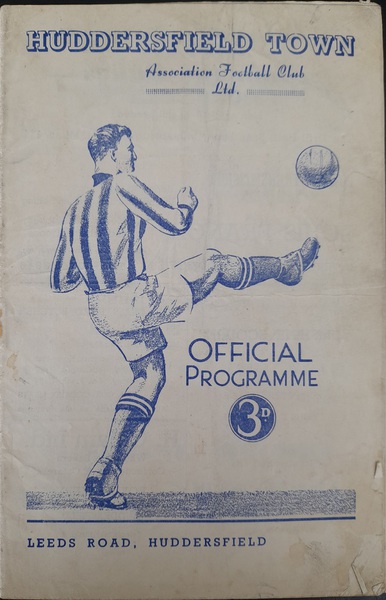 HUDDERSFIELD TOWN
Association Football Club
Ltd.
OFFICIAL
PROGRAMME
3D
LEEDS ROAD, HUDDERSFIELD